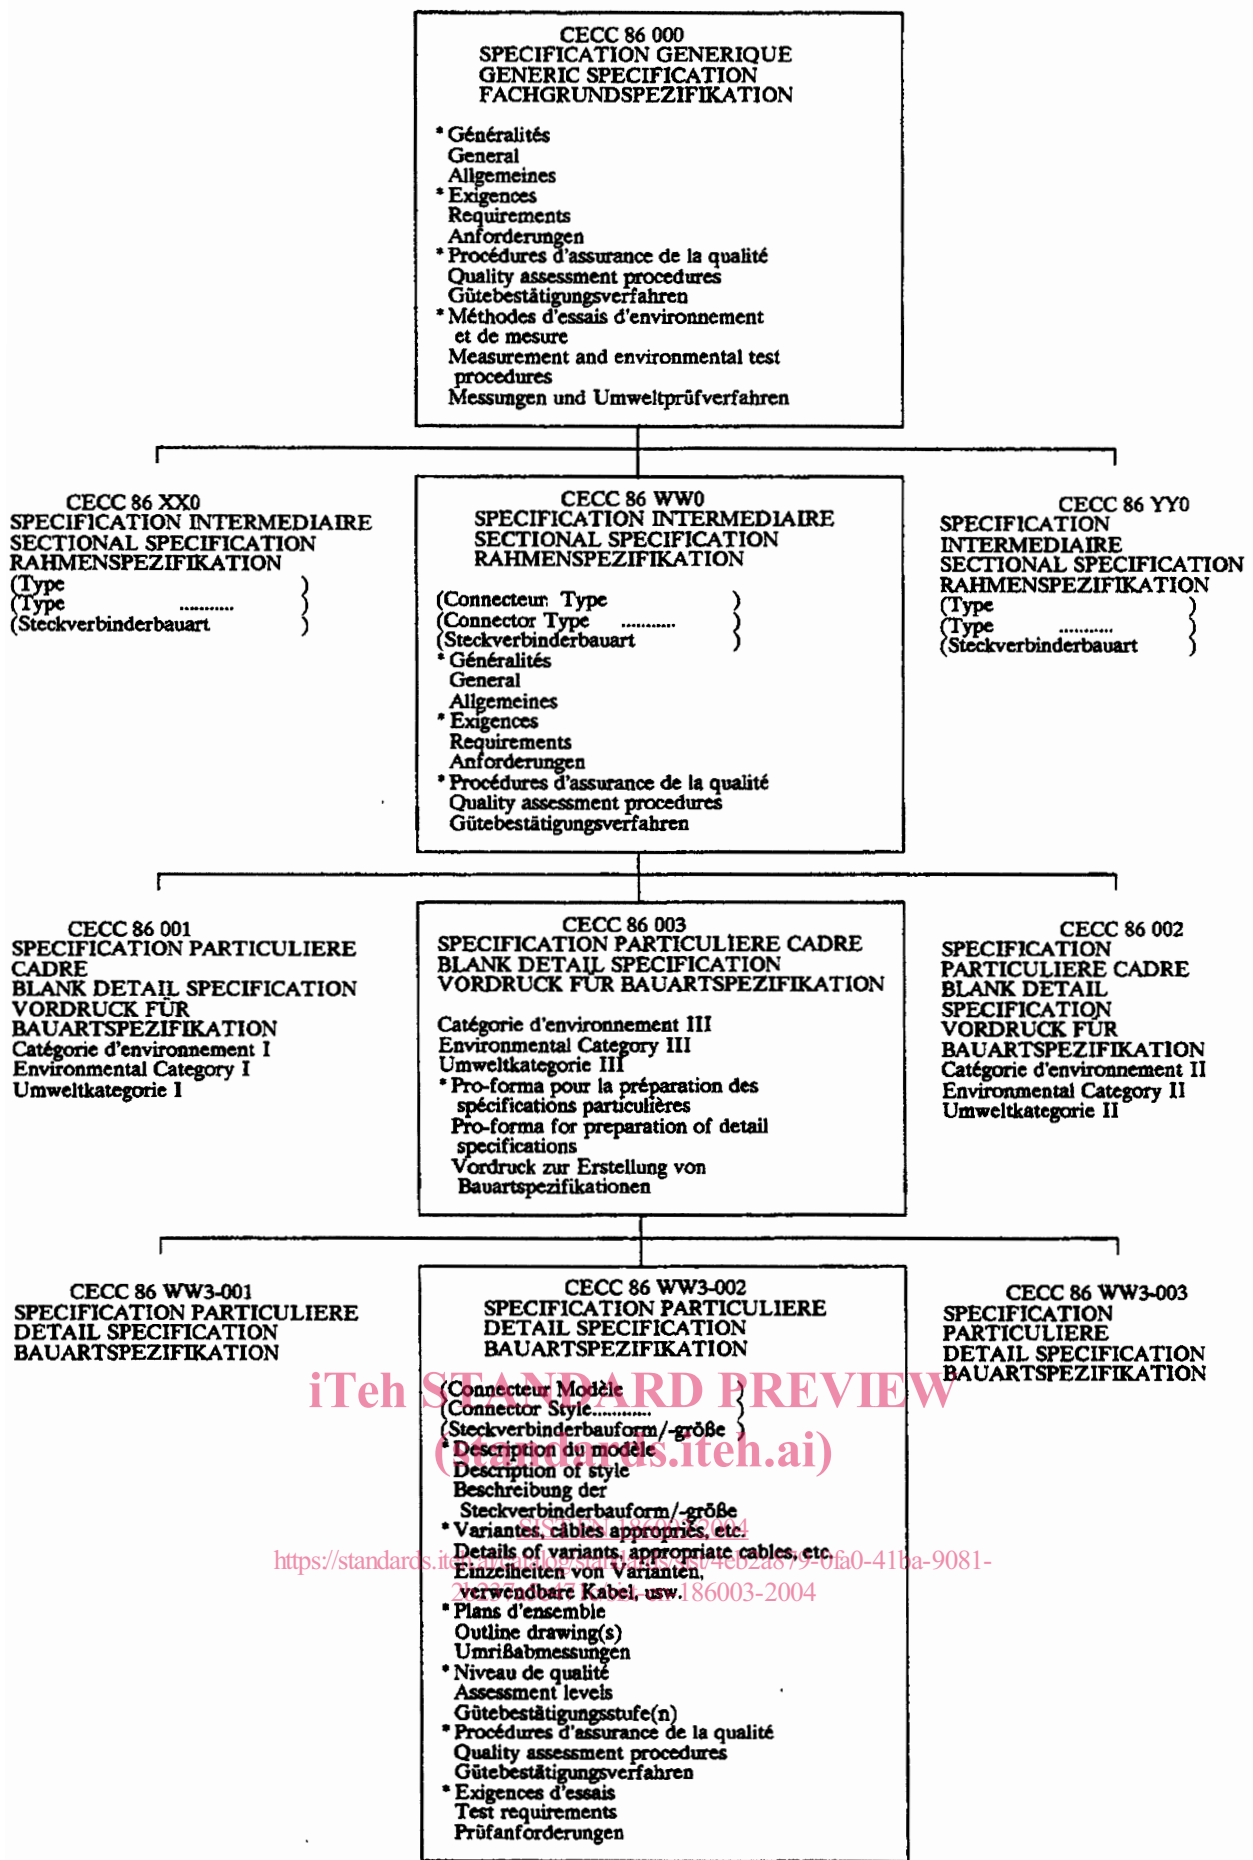 CECC 86 000
SPECIFICATION GENERIQUE
GENERIC SPECIFICATION
FACHGRUNDSPEZIFIKATION
* Généralités
General
Allgemeines
* Exigences
Requirements
Anforderungen
* Procédures d'assurance de la qualité
Quality assessment procedures
Gütebestätigungsverfahren
* Méthodes d'essais d'environnement
et de mesure
Measurement and environmental test
procedures
Messungen und Umweltprüfverfahren
CECC 86 XX0
SPECIFICATION INTERMEDIAIRE
SECTIONAL SPECIFICATION
RAHMENSPEZIFIKATION
(Type )
(Type ........... )
(Steckverbinderbauart )
CECC 86 WW0
SPECIFICATION INTERMEDIAIRE
SECTIONAL SPECIFICATION
RAHMENSPEZIFIKATION
(Connecteur Type )
(Connector Type ........... )
(Steckverbinderbauart )
* Généralités
General
Allgemeines
* Exigences
Requirements
Anforderungen
* Procédures d'assurance de la qualité
Quality assessment procedures
Gütebestätigungsverfahren
CECC 86 YY0
SPECIFICATION
INTERMEDIAIRE
SECTIONAL SPECIFICATION
RAHMENSPEZIFIKATION
(Type )
(Type ........... )
(Steckverbinderbauart )
CECC 86 001
SPECIFICATION PARTICULIERE
CADRE
BLANK DETAIL SPECIFICATION
VORDRUCK FÜR
BAUARTSPEZIFIKATION
Catégorie d'environnement I
Environmental Category I
Umweltkategorie I
CECC 86 003
SPECIFICATION PARTICULIERE CADRE
BLANK DETAIL SPECIFICATION
VORDRUCK FÜR BAUARTSPEZIFIKATION
Catégorie d'environnement III
Environmental Category III
Umweltkategorie III
* Pro-forma pour la préparation des
spécifications particulières
Pro-forma for preparation of detail
specifications
Vordruck zur Erstellung von
Bauartspezifikationen
CECC 86 002
SPECIFICATION
PARTICULIERE CADRE
BLANK DETAIL
SPECIFICATION
VORDRUCK FÜR
BAUARTSPEZIFIKATION
Catégorie d'environnement II
Environmental Category II
Umweltkategorie II
CECC 86 WW3-001
SPECIFICATION PARTICULIERE
DETAIL SPECIFICATION
BAUARTSPEZIFIKATION
CECC 86 WW3-002
SPECIFICATION PARTICULIERE
DETAIL SPECIFICATION
BAUARTSPEZIFIKATION
(Connecteur Modèle )
(Connector Style........... )
(Steckverbinderbauform/-größe )
* Description du modèle
Description of style
Beschreibung der
Steckverbinderbauform/-größe
* Variantes, câbles appropriés, etc.
Details of variants, appropriate cables, etc.
Einzelheiten von Varianten,
verwendbare Kabel, usw.
* Plans d'ensemble
Outline drawing(s)
Umrißabmessungen
* Niveau de qualité
Assessment levels
Gütebestätigungsstufe(n)
* Procédures d'assurance de la qualité
Quality assessment procedures
Gütebestätigungsverfahren
* Exigences d'essais
Test requirements
Prüfanforderungen
CECC 86 WW3-003
SPECIFICATION
PARTICULIERE
DETAIL SPECIFICATION
BAUARTSPEZIFIKATION
iTeh STANDARD PREVIEW
(standards.iteh.ai)
SIST EN 186003:2004